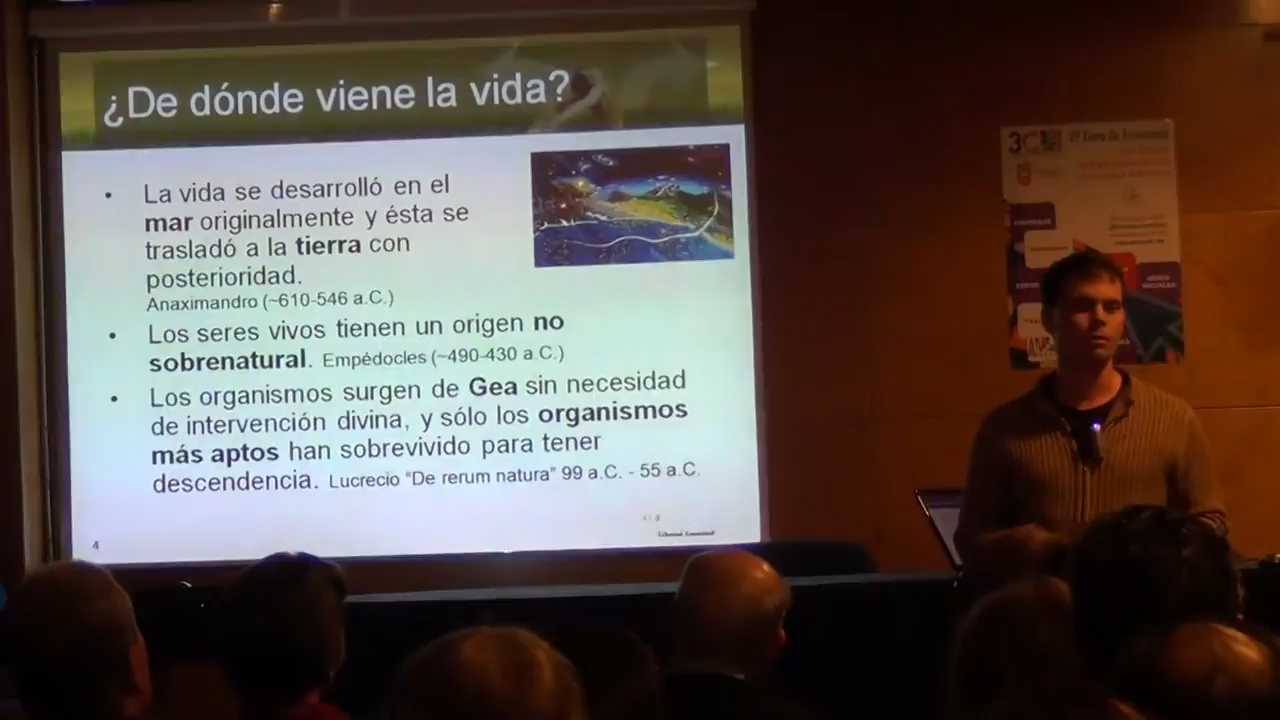 ¿De dónde viene la vida?
• La vida se desarrolló en el
mar originalmente y ésta se
trasladó a la tierra con
posterioridad.
Anaximandro (~610-546 a.C.)
• Los seres vivos tienen un origen no
sobrenatural. Empédocles (~490-430 a.C.)
• Los organismos surgen de Gea sin necesidad
de intervención divina, y sólo los organismos
más aptos han sobrevivido para tener
descendencia. Lucrecio "De rerum natura" 99 a.C. - 55 a.C.
4